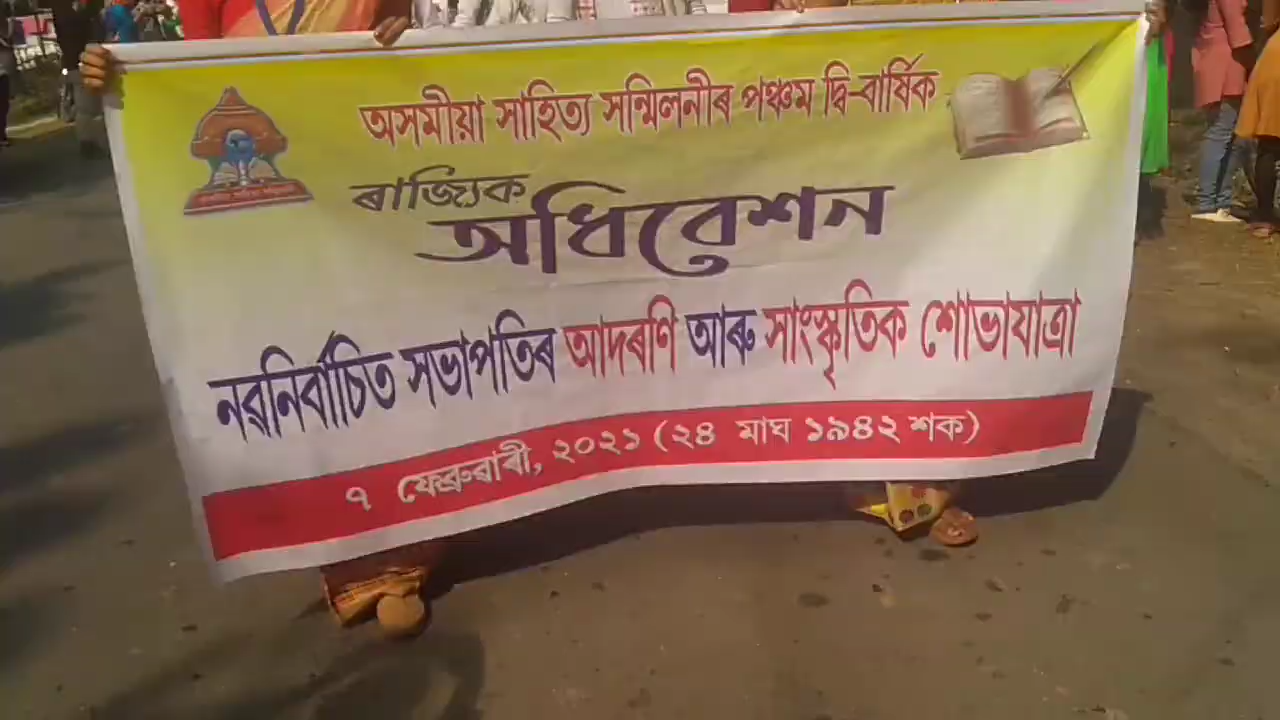 অসমীয়া সাহিত্য সন্মিলনীৰ পঞ্চম দ্বি-বাৰ্ষিক
ৰাজ্যিক
অধিবেশন
নৱনিৰ্বাচিত সভাপতিৰ আদৰণি আৰু সাংস্কৃতিক শোভাযাত্ৰা
৭ ফেব্ৰুৱাৰী, ২০২১ (২৪ মাঘ ১৯৪২ শক)